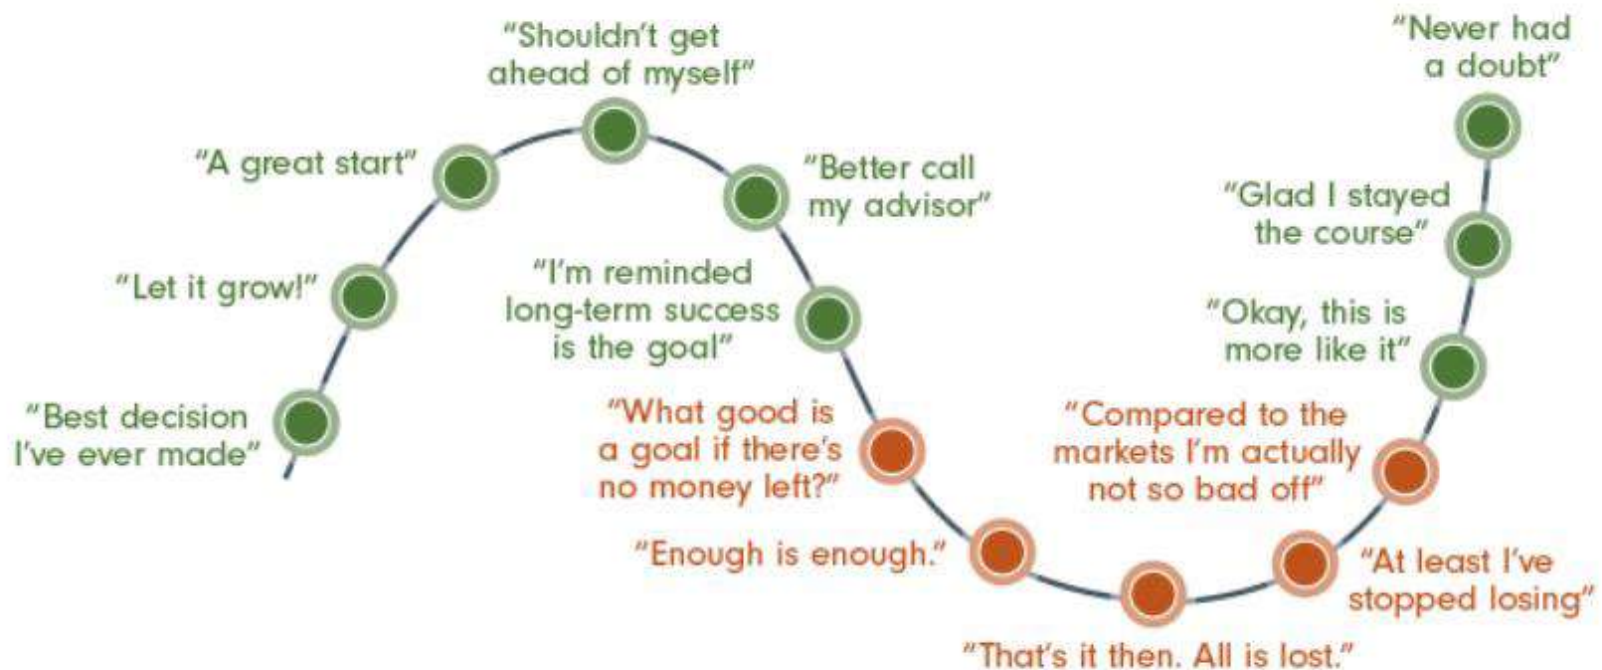 "Best decision
I've ever made"
"Let it grow!"
"A great start"
"Shouldn't get
ahead of myself"
"Better call
my advisor"
"I'm reminded
long-term success
is the goal"
"What good is
a goal if there's
no money left?"
"Enough is enough."
"That's it then. All is lost."
"At least I've
stopped losing"
"Compared to the
markets I'm actually
not so bad off"
"Okay, this is
more like it"
"Glad I stayed
the course"
"Never had
a doubt"